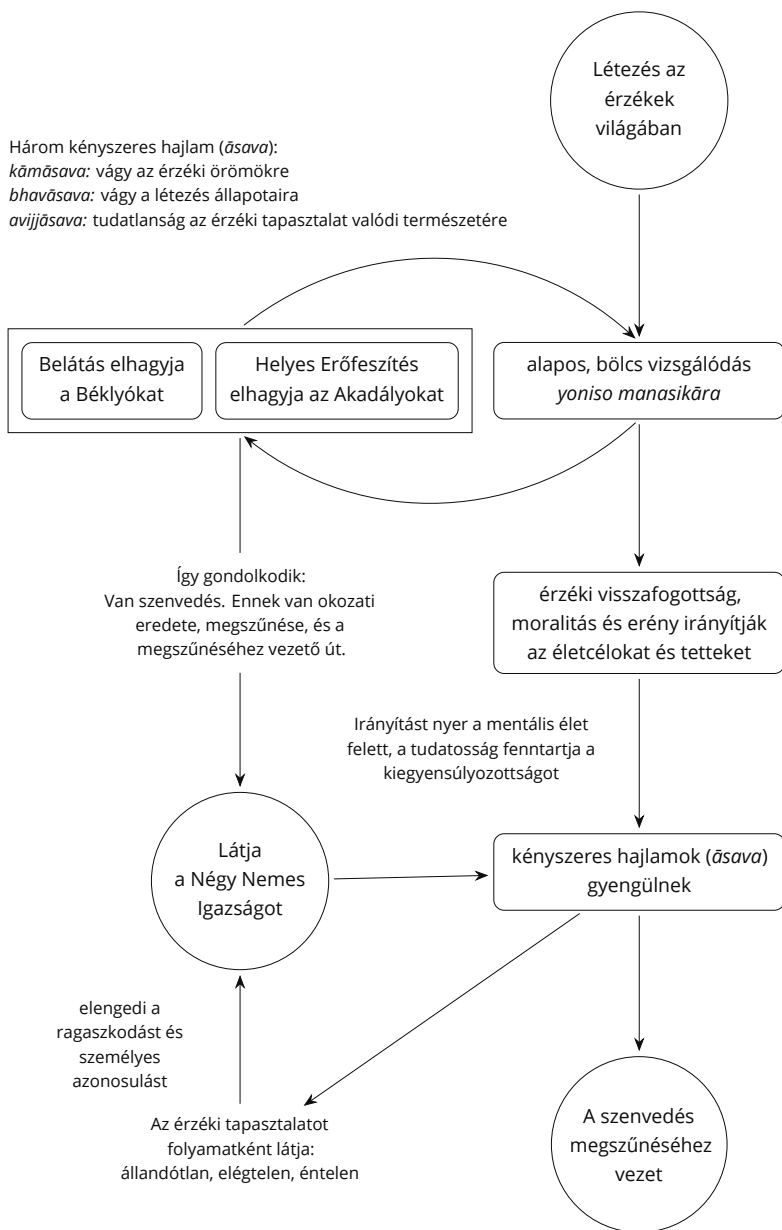 Létezés az
érzékek
világában
Három kényszeres hajlam (āsava):
kāmāsava: vágy az érzéki örömökre
bhavāsava: vágy a létezés állapotaira
avijjāsava: tudatlanság az érzéki tapasztalat valódi természetére
Belátás elhagyja
a Béklyókat
Helyes Erőfeszítés
elhagyja az Akadályokat
alapos, bölcs vizsgálódás
yoniso manasikāra
Így gondolkodik:
Van szenvedés. Ennek van okozati
eredete, megszűnése, és a
megszűnéséhez vezető út.
érzéki visszafogottság,
moralitás és erény irányítják
az életcélokat és tetteket
Irányítást nyer a mentális élet
felett, a tudatosság fenntartja a
kiegyensúlyozottságot
Látja
a Négy Nemes
Igazságot
kényszeres hajlamok (āsava)
gyengülnek
elengedi a
ragaszkodást és
személyes
azonosulást
Az érzéki tapasztalatot
folyamatként látja:
állandótlan, elégtelen, éntelen
A szenvedés
megszűnéséhez
vezet